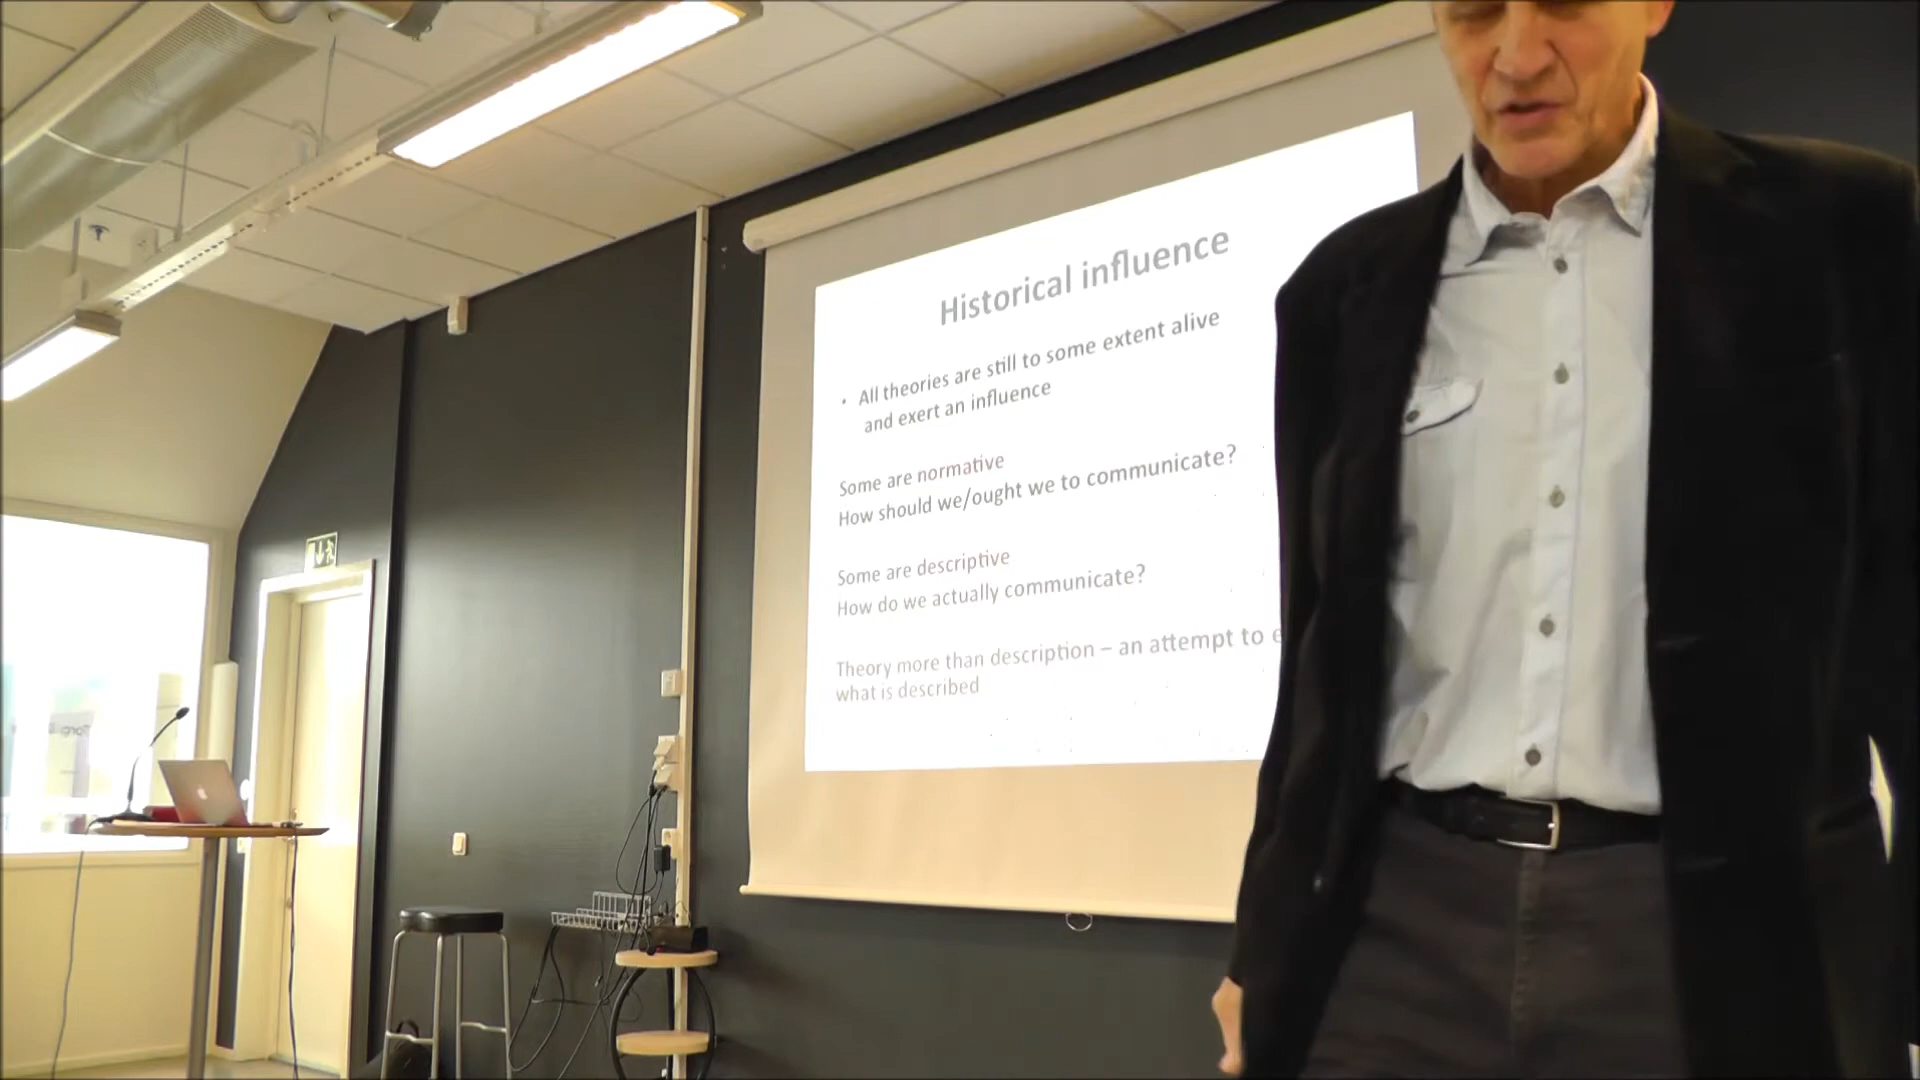 Historical influence
• All theories are still to some extent alive
and exert an influence
Some are normative
How should we/ought we to communicate?
Some are descriptive
How do we actually communicate?
Theory more than description – an attempt to
what is described